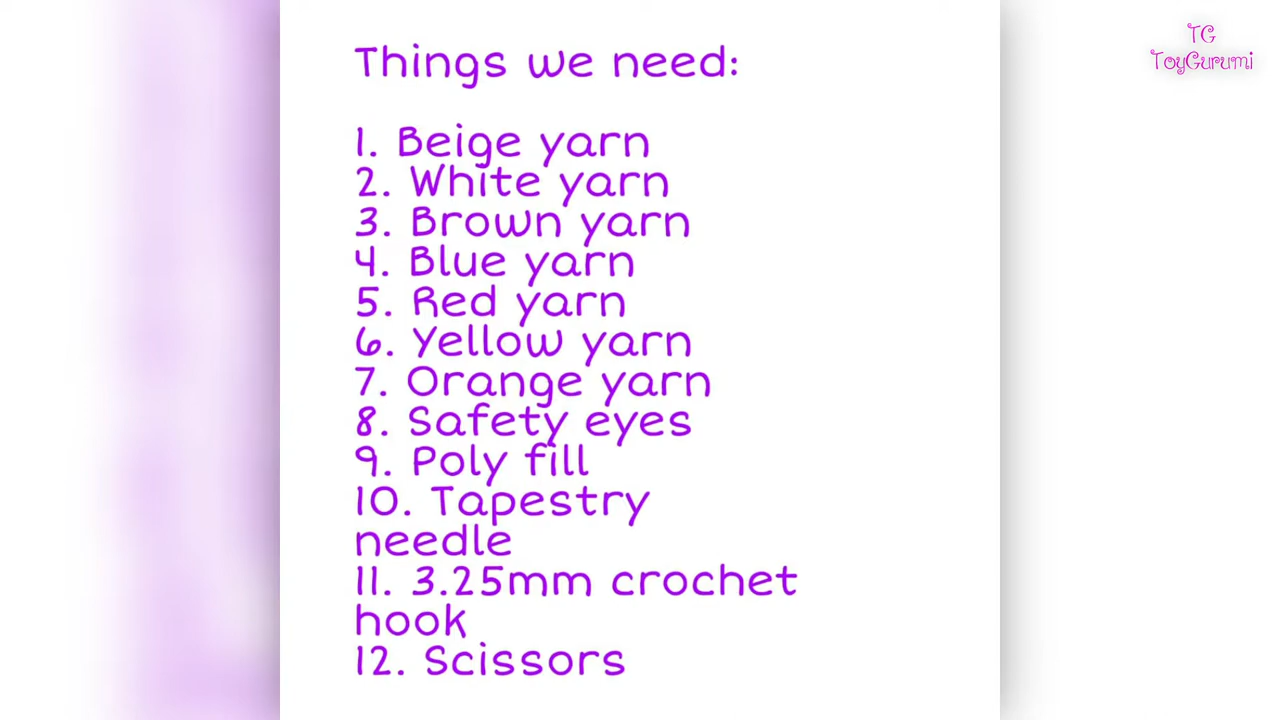 TG
ToyGurumi
Things we need:
1. Beige yarn
2. White yarn
3. Brown yarn
4. Blue yarn
5. Red yarn
6. Yellow yarn
7. Orange yarn
8. Safety eyes
9. Poly fill
10. Tapestry
needle
11. 3.25mm crochet
hook
12. Scissors